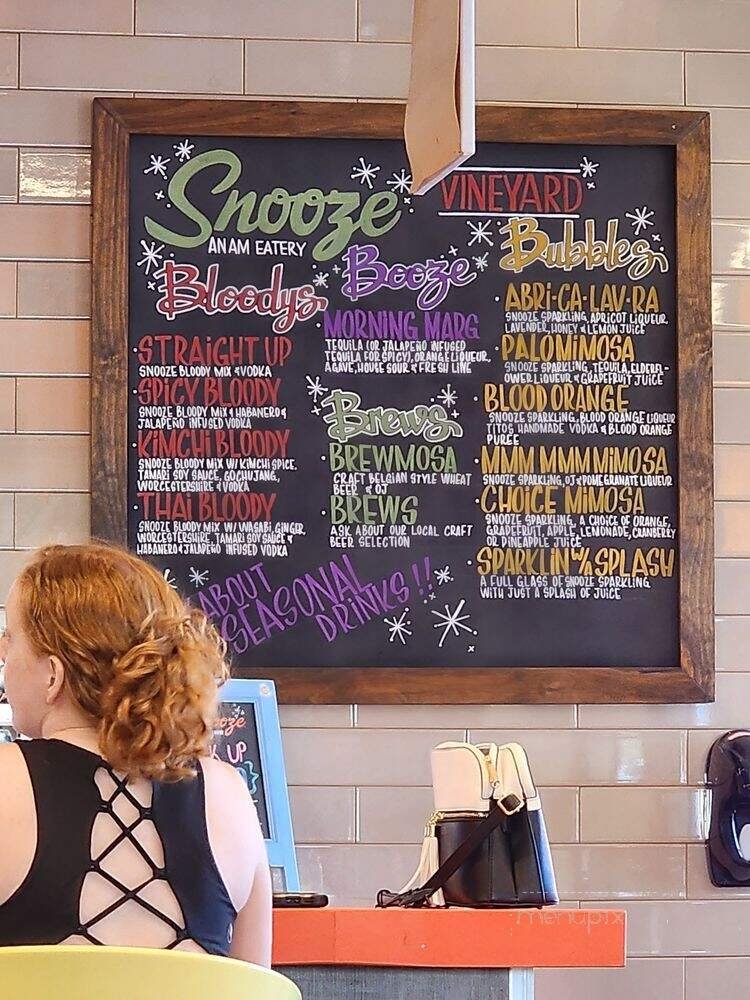 Snooze
AN AM EATERY
VINEYARD
Bloodys
STRAIGHT UP
SNOOZE BLOODY MIX & VODKA
SPICY BLOODY
SNOOZE BLOODY MIX & HABANERO &
JALAPEÑO INFUSED VODKA
KIMCHI BLOODY
SNOOZE BLOODY MIX W/ KIMCHI SPICE,
TAMARI SOY SAUCE, GOCHUJANG,
WORCESTERSHIRE & VODKA
THAI BLOODY
SNOOZE BLOODY MIX W/ WASABI, GINGER,
WORCESTERSHIRE, TAMARI SOY SAUCE &
HABANERO & JALAPEÑO INFUSED VODKA
Booze
MORNING MARG
TEQUILA (OR JALAPEÑO INFUSED
TEQUILA FOR SPICY), ORANGE LIQUEUR,
AGAVE, HOUSE SOUR & FRESH LIME
Brews
BREWMOSA
CRAFT BELGIAN STYLE WHEAT
BEER & OJ
BREWS
ASK ABOUT OUR LOCAL CRAFT
BEER SELECTION
Bubbles
ABRI-CA-LAV-RA
SNOOZE SPARKLING, APRICOT LIQUEUR,
LAVENDER, HONEY & LEMON JUICE
PALOMIMOSA
SNOOZE SPARKLING, TEQUILA, ELDERFL-
OWER LIQUEUR & GRAPEFRUIT JUICE
BLOOD ORANGE
SNOOZE SPARKLING, BLOOD ORANGE LIQUEUR
TITOS HANDMADE VODKA & BLOOD ORANGE
PUREE
MMM MMM MIMOSA
SNOOZE SPARKLING, OJ & POMEGRANATE LIQUEUR
CHOICE MIMOSA
SNOOZE SPARKLING, A CHOICE OF ORANGE,
GRAPEFRUIT, APPLE, LEMONADE, CRANBERRY
OR PINEAPPLE JUICE
SPARKLIN W/A SPLASH
A FULL GLASS OF SNOOZE SPARKLING
WITH JUST A SPLASH OF JUICE
ABOUT
SEASONAL
DRINKS!!
UP
menupix